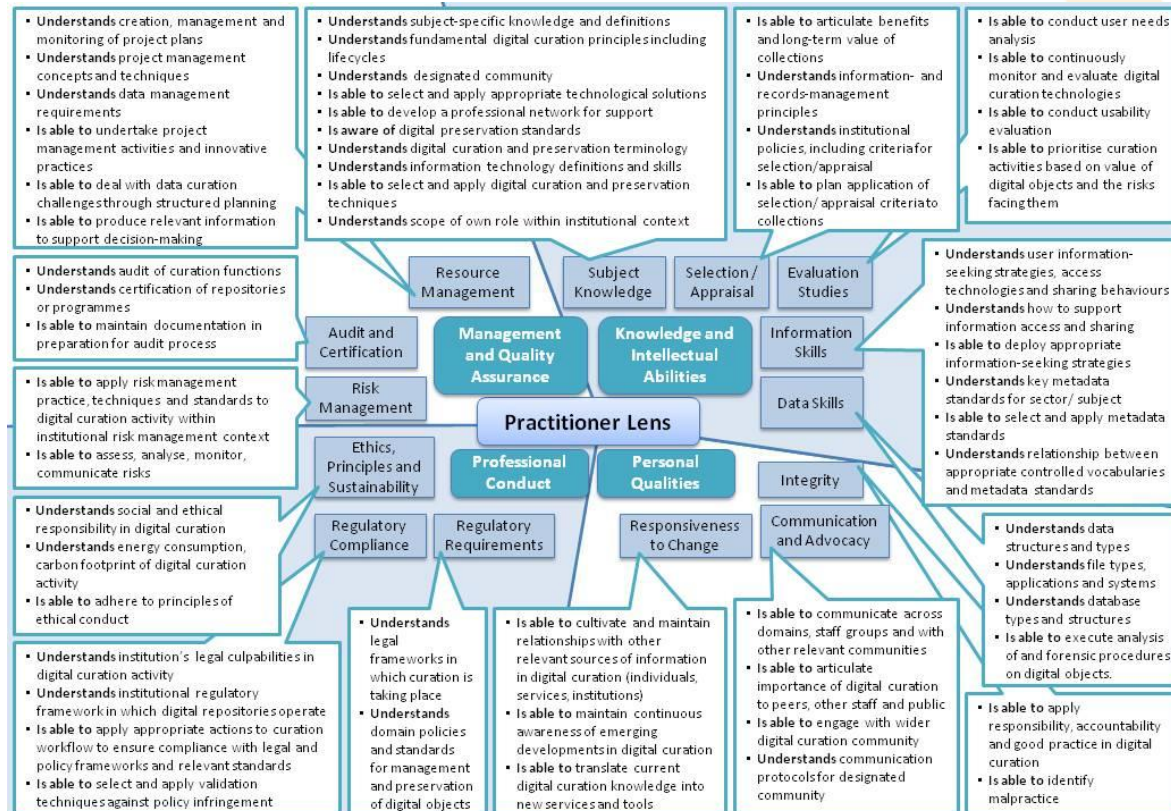 ▪ Understands creation, management and
monitoring of project plans
▪ Understands project management
concepts and techniques
▪ Understands data management
requirements
▪ Is able to undertake project
management activities and innovative
practices
▪ Is able to deal with data curation
challenges through structured planning
▪ Is able to produce relevant information
to support decision-making
▪ Understands subject-specific knowledge and definitions
▪ Understands fundamental digital curation principles including
lifecycles
▪ Understands designated community
▪ Is able to select and apply appropriate technological solutions
▪ Is able to develop a professional network for support
▪ Is aware of digital preservation standards
▪ Understands digital curation and preservation terminology
▪ Understands information technology definitions and skills
▪ Is able to select and apply digital curation and preservation
techniques
▪ Understands scope of own role within institutional context
▪ Is able to articulate benefits
and long-term value of
collections
▪ Understands information- and
records-management
principles
▪ Understands institutional
policies, including criteria for
selection/appraisal
▪ Is able to plan application of
selection/appraisal criteria to
collections
▪ Is able to conduct user needs
analysis
▪ Is able to continuously
monitor and evaluate digital
curation technologies
▪ Is able to conduct usability
evaluation
▪ Is able to prioritise curation
activities based on value of
digital objects and the risks
facing them
Resource
Management
Subject
Knowledge
Selection /
Appraisal
Evaluation
Studies
▪ Understands audit of curation functions
▪ Understands certification of repositories
or programmes
▪ Is able to maintain documentation in
preparation for audit process
Audit and
Certification
Management
and Quality
Assurance
Knowledge and
Intellectual
Abilities
Information
Skills
▪ Understands user information-
seeking strategies, access
technologies and sharing behaviours
▪ Understands how to support
information access and sharing
▪ Is able to deploy appropriate
information-seeking strategies
▪ Understands key metadata
standards for sector/ subject
▪ Is able to select and apply metadata
standards
▪ Understands relationship between
appropriate controlled vocabularies
and metadata standards
▪ Is able to apply risk management
practice, techniques and standards to
digital curation activity within
institutional risk management context
▪ Is able to assess, analyse, monitor,
communicate risks
Risk
Management
Data Skills
Practitioner Lens
Ethics,
Principles and
Sustainability
Professional
Conduct
Personal
Qualities
Integrity
▪ Understands social and ethical
responsibility in digital curation
▪ Understands energy consumption,
carbon footprint of digital curation
activity
▪ Is able to adhere to principles of
ethical conduct
Regulatory
Compliance
Regulatory
Requirements
Responsiveness
to Change
Communication
and Advocacy
▪ Understands data
structures and types
▪ Understands file types,
applications and systems
▪ Understands database
types and structures
▪ Is able to execute analysis
of and forensic procedures
on digital objects.
▪ Understands institution's legal culpabilities in
digital curation activity
▪ Understands institutional regulatory
framework in which digital repositories operate
▪ Is able to apply appropriate actions to curation
workflow to ensure compliance with legal and
policy frameworks and relevant standards
▪ Is able to select and apply validation
techniques against policy infringement
▪ Understands
legal
frameworks in
which curation is
taking place
▪ Understands
domain policies
and standards
for management
and preservation
of digital objects
▪ Is able to cultivate and maintain
relationships with other
relevant sources of information
in digital curation (individuals,
services, institutions)
▪ Is able to maintain continuous
awareness of emerging
developments in digital curation
▪ Is able to translate current
digital curation knowledge into
new services and tools
▪ Is able to communicate across
domains, staff groups and with
other relevant communities
▪ Is able to articulate
importance of digital curation
to peers, other staff and public
▪ Is able to engage with wider
digital curation community
▪ Understands communication
protocols for designated
community
▪ Is able to apply
responsibility, accountability
and good practice in digital
curation
▪ Is able to identify
malpractice